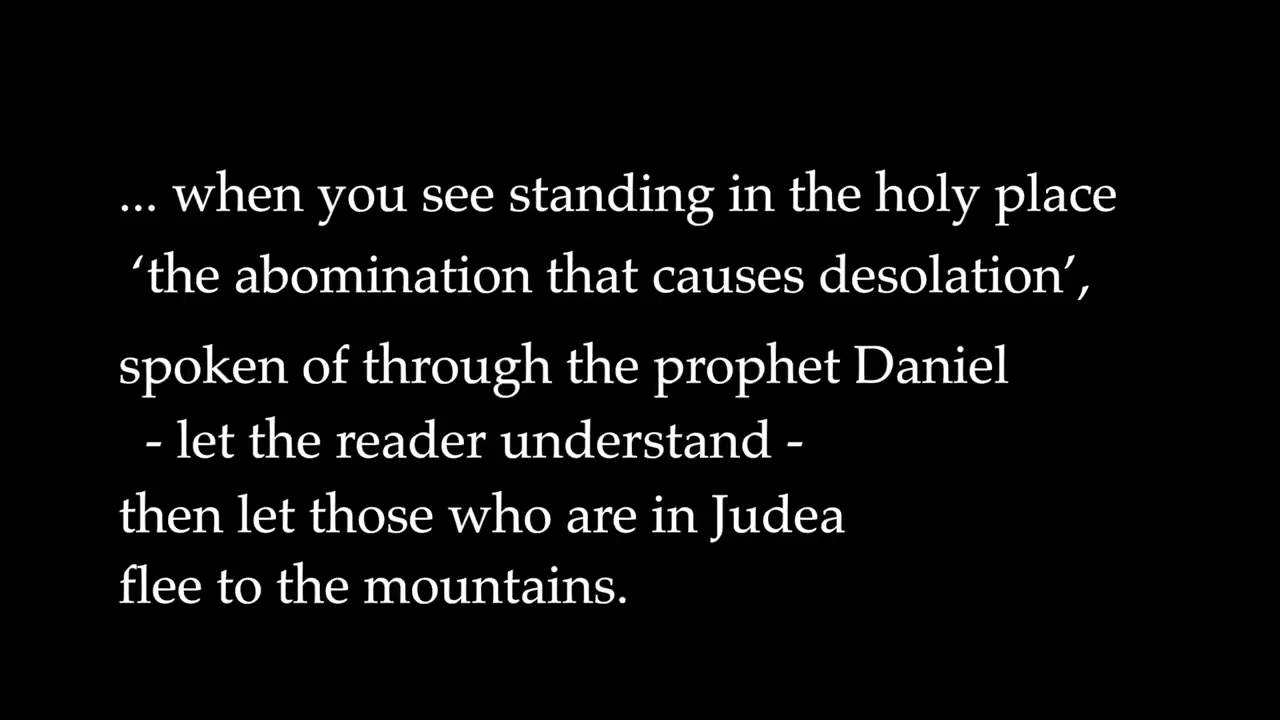 ... when you see standing in the holy place
‘the abomination that causes desolation’,
spoken of through the prophet Daniel
- let the reader understand -
then let those who are in Judea
flee to the mountains.